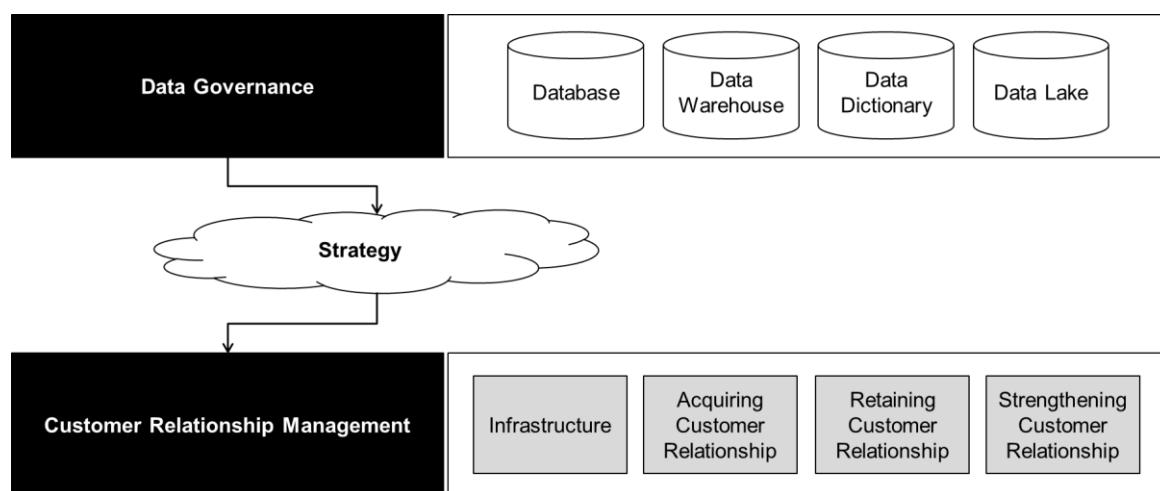 Data Governance
Database
Data
Warehouse
Data
Dictionary
Data Lake
Strategy
Customer Relationship Management
Infrastructure
Acquiring
Customer
Relationship
Retaining
Customer
Relationship
Strengthening
Customer
Relationship